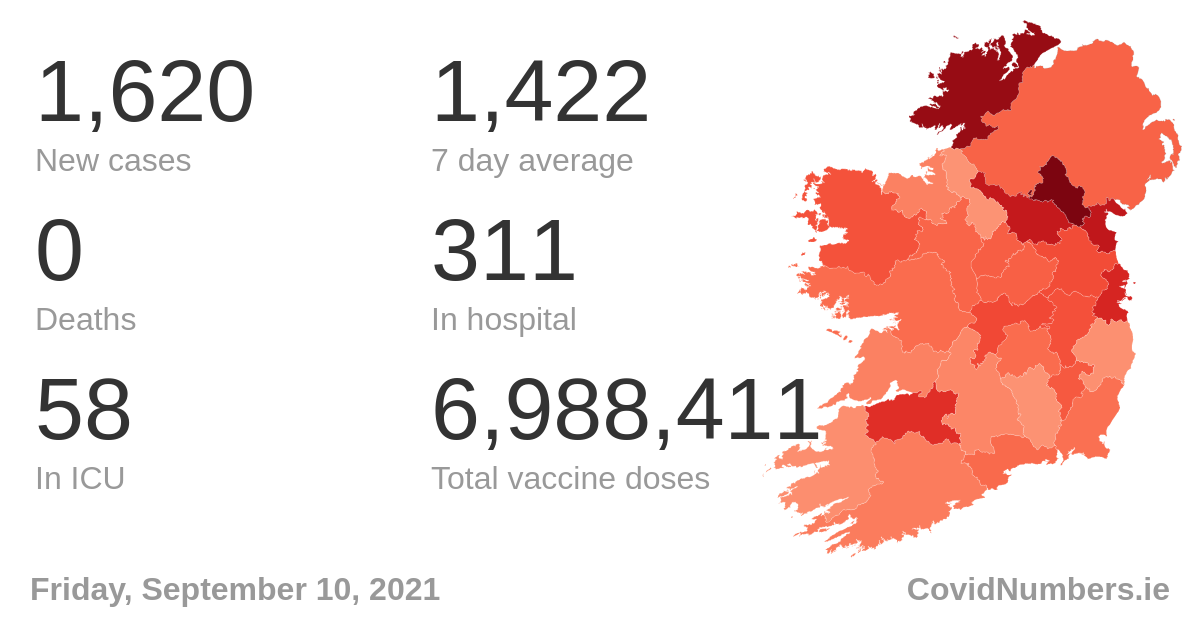 1,620
New cases
1,422
7 day average
0
Deaths
311
In hospital
58
In ICU
6,988,411
Total vaccine doses
Friday, September 10, 2021
CovidNumbers.ie